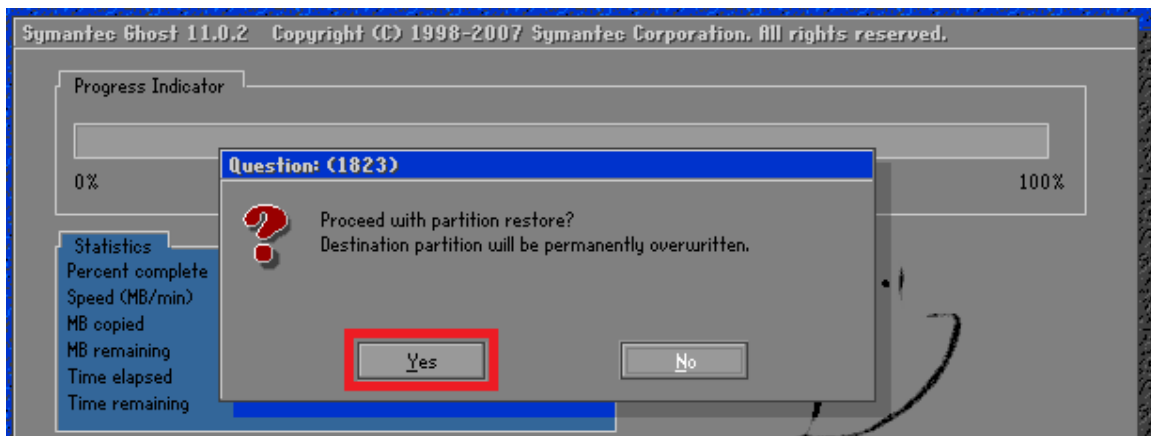 Symantec Ghost 11.0.2 Copyright (C) 1998-2007 Symantec Corporation. All rights reserved.
Progress Indicator
0%
100%
Question: (1823)
Proceed with partition restore?
Destination partition will be permanently overwritten.
Yes
No
Statistics
Percent complete
Speed (MB/min)
MB copied
MB remaining
Time elapsed
Time remaining